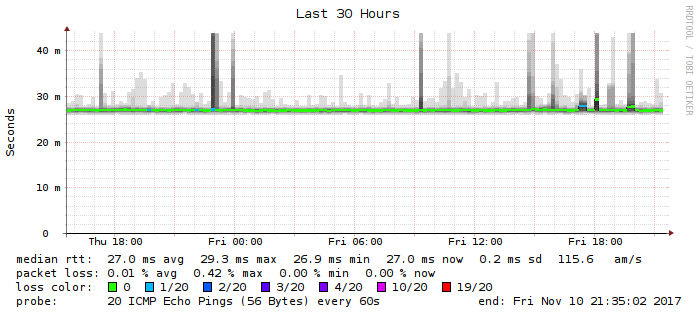 Last 30 Hours
RRDTOOL / TOBI OETIKER
Seconds
40 m
30 m
20 m
10 m
0
Thu 18:00 Fri 00:00 Fri 06:00 Fri 12:00 Fri 18:00
median rtt: 27.0 ms avg 29.3 ms max 26.9 ms min 27.0 ms now 0.2 ms sd 115.6 am/s
packet loss: 0.01 % avg 0.42 % max 0.00 % min 0.00 % now
loss color: 0 1/20 2/20 3/20 4/20 10/20 19/20
probe: 20 ICMP Echo Pings (56 Bytes) every 60s end: Fri Nov 10 21:35:02 2017